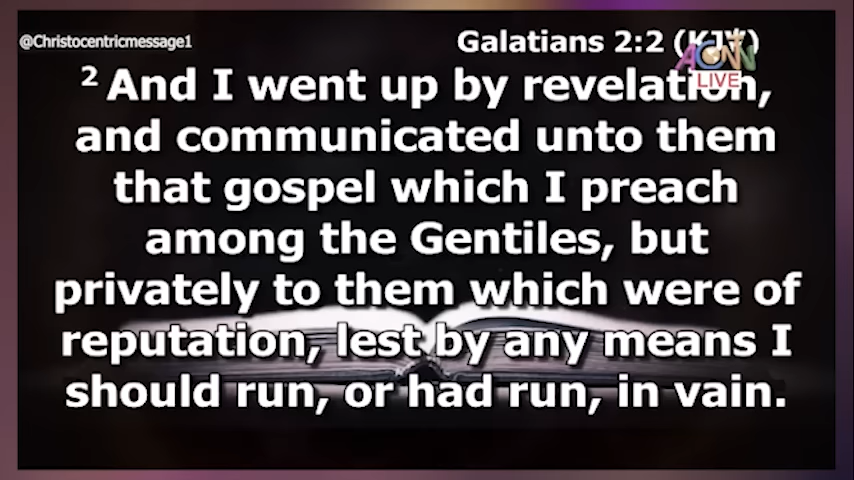 @Christocentricmessage1
Galatians 2:2 (KJV)
ACNN
LIVE
2 And I went up by revelation,
and communicated unto them
that gospel which I preach
among the Gentiles, but
privately to them which were of
reputation, lest by any means I
should run, or had run, in vain.